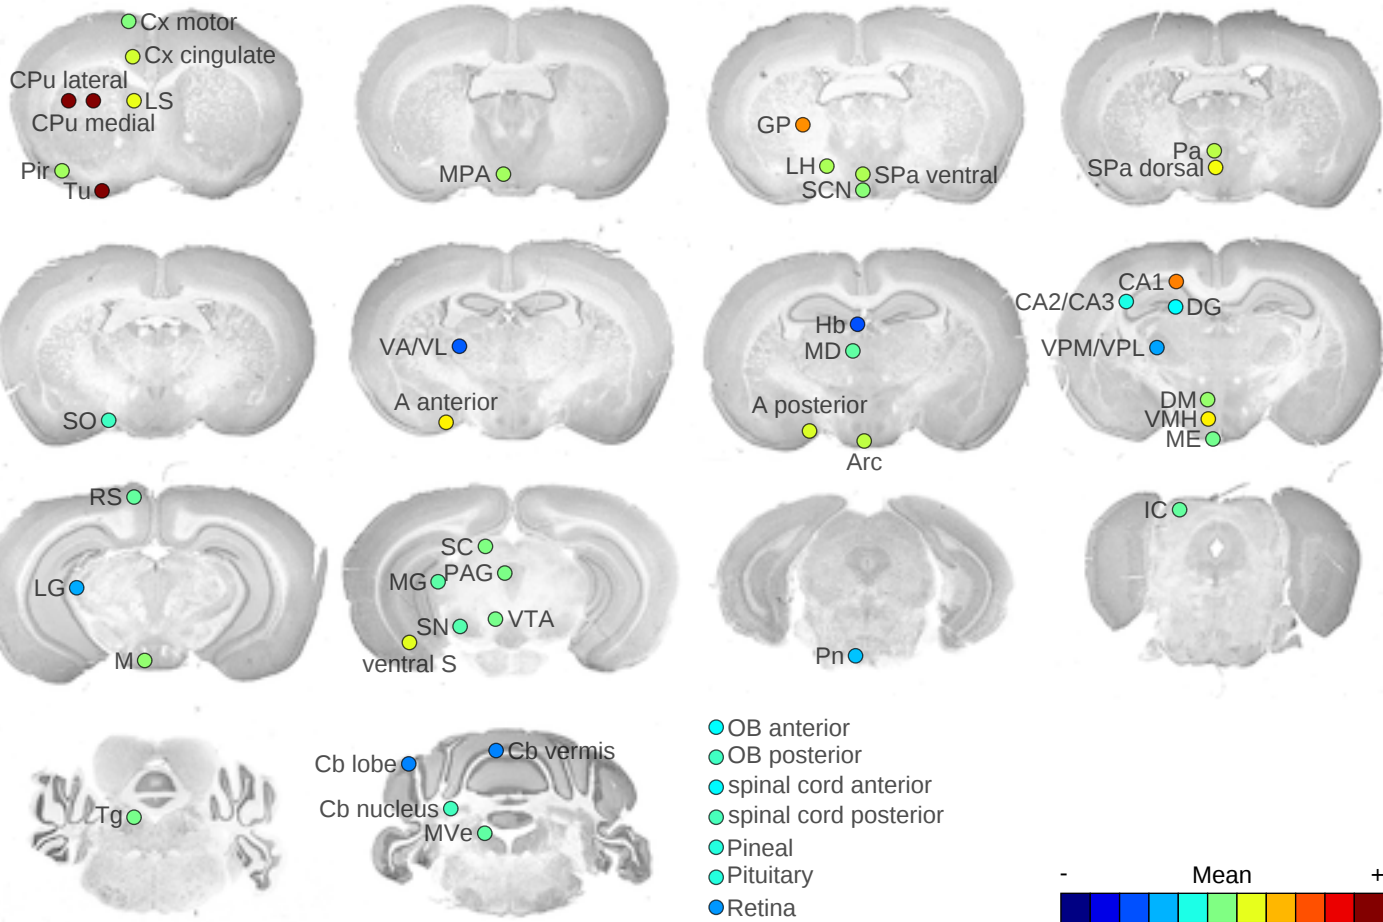 Cx motor
Cx cingulate
CPu lateral
LS
CPu medial
Pir
Tu
MPA
GP
LH
SPa ventral
SCN
Pa
SPa dorsal
SO
VA/VL
A anterior
Hb
MD
A posterior
Arc
CA1
CA2/CA3
DG
VPM/VPL
DM
VMH
ME
RS
LG
M
SC
MG
PAG
SN
VTA
ventral S
Pn
IC
Tg
Cb lobe
Cb vermis
Cb nucleus
MVe
OB anterior
OB posterior
spinal cord anterior
spinal cord posterior
Pineal
Pituitary
Retina
- Mean +